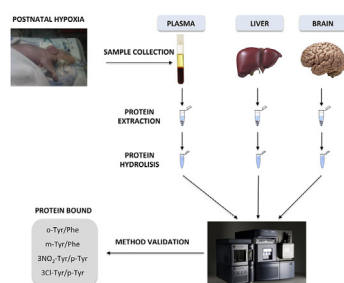 POSTNATAL HYPOXIA
PLASMA
LIVER
BRAIN
SAMPLE COLLECTION
PROTEIN
EXTRACTION
PROTEIN
HYDROLISIS
PROTEIN BOUND
o-Tyr/Phe
m-Tyr/Phe
3NO₂-Tyr/p-Tyr
3Cl-Tyr/p-Tyr
METHOD VALIDATION